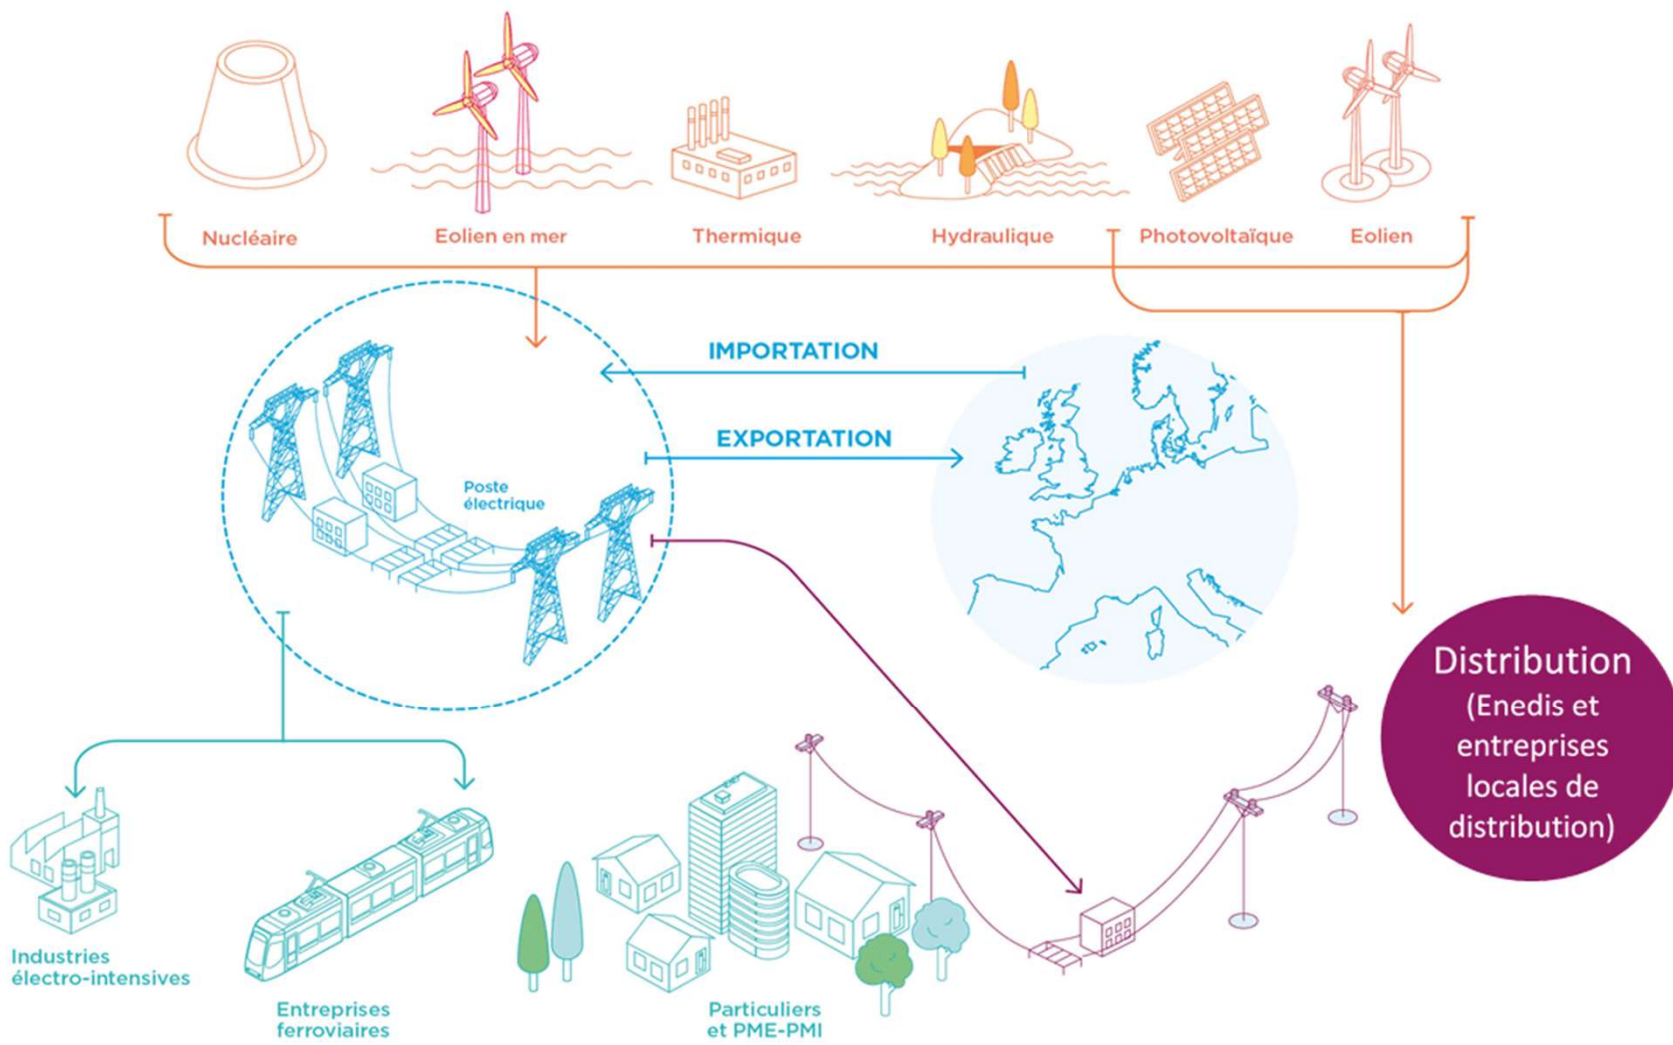 Nucléaire
Eolien en mer
Thermique
Hydraulique
Photovoltaïque
Eolien
IMPORTATION
EXPORTATION
Poste
électrique
Distribution
(Enedis et
entreprises
locales de
distribution)
Industries
électro-intensives
Entreprises
ferroviaires
Particuliers
et PME-PMI